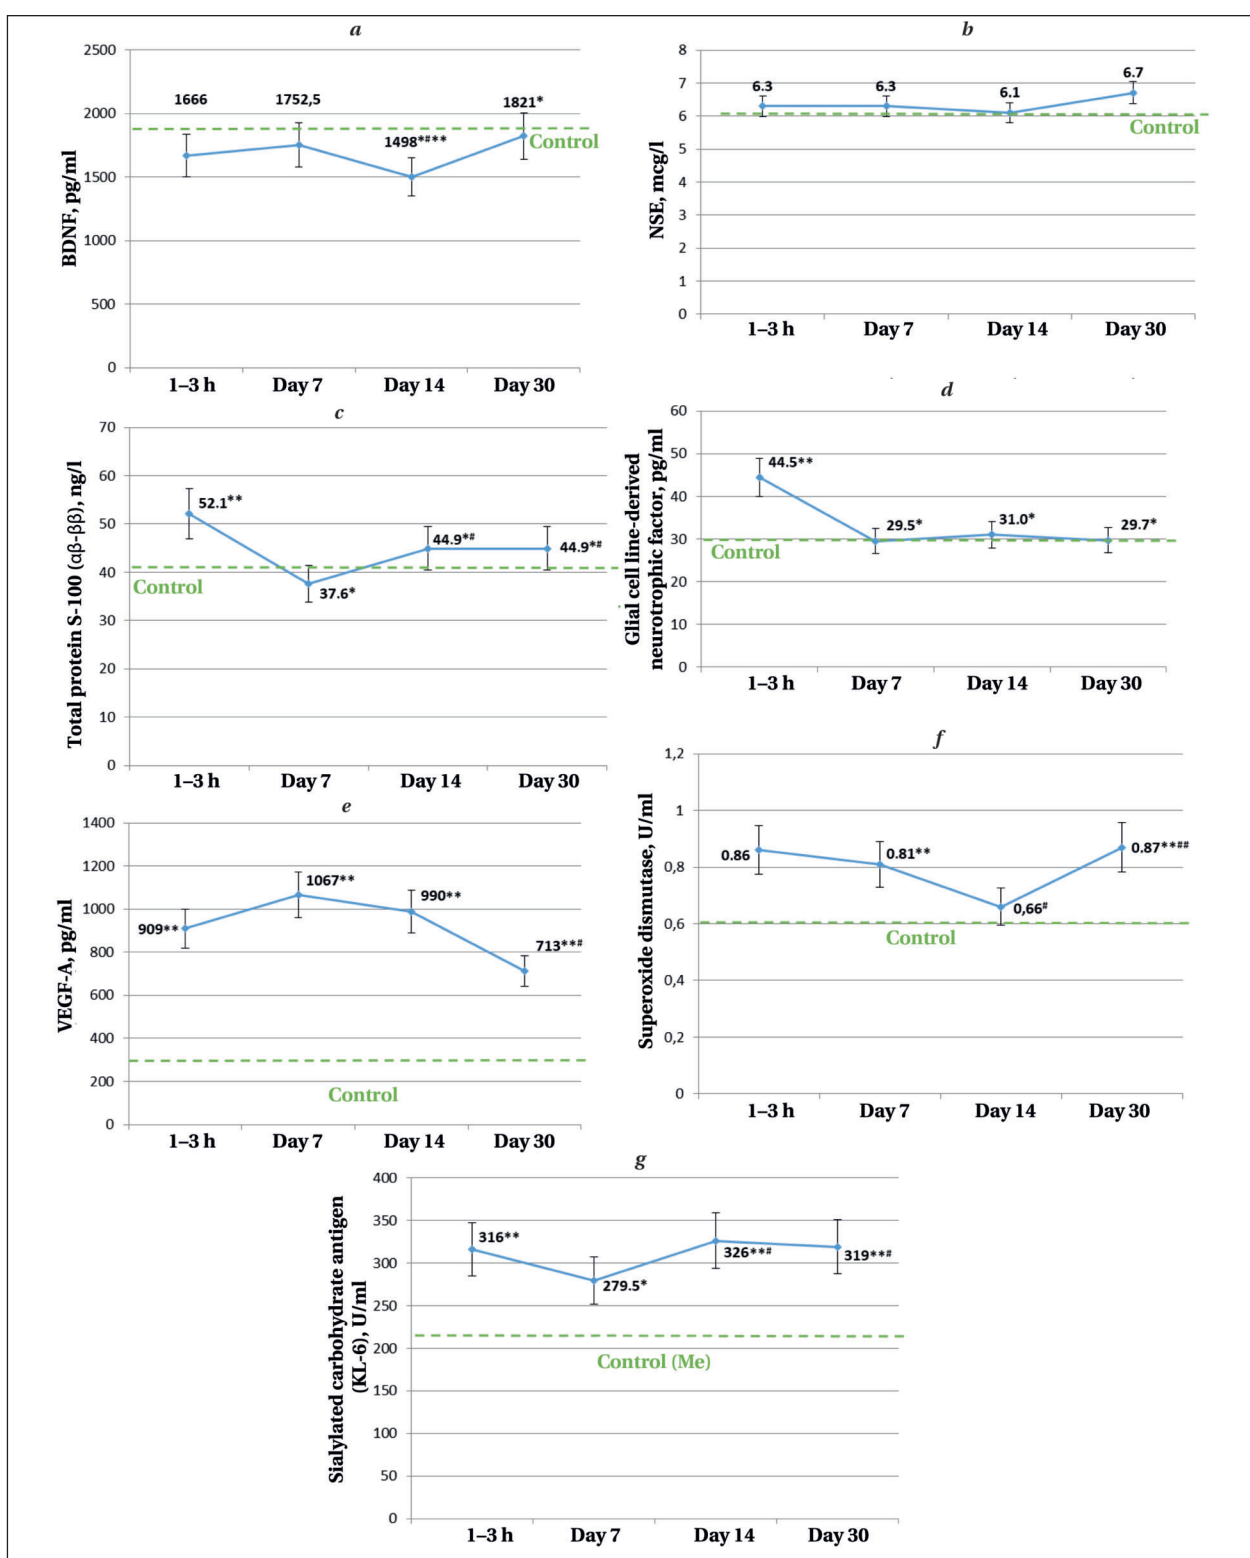 a
2500
2000
1500
1000
500
0
BDNF, pg/ml
1666
1752,5
1498*#**
1821*
Control
1–3 h Day 7 Day 14 Day 30
b
8
7
6
5
4
3
2
1
0
NSE, mcg/l
6.3
6.3
6.1
6.7
Control
1–3 h Day 7 Day 14 Day 30
c
70
60
50
40
30
20
10
0
Total protein S-100 (αβ-ββ), ng/l
52.1**
37.6*
44.9*#
44.9*#
Control
1–3 h Day 7 Day 14 Day 30
d
60
50
40
30
20
10
0
Glial cell line-derived
neurotrophic factor, pg/ml
44.5**
29.5*
31.0*
29.7*
Control
1–3 h Day 7 Day 14 Day 30
e
1400
1200
1000
800
600
400
200
0
VEGF-A, pg/ml
909**
1067**
990**
713**#
Control
1–3 h Day 7 Day 14 Day 30
f
1,2
1
0,8
0,6
0,4
0,2
0
Superoxide dismutase, U/ml
0.86
0.81**
0,66#
0.87**##
Control
1–3 h Day 7 Day 14 Day 30
g
400
350
300
250
200
150
100
50
0
Sialylated carbohydrate antigen
(KL-6), U/ml
316**
279.5*
326**#
319**#
Control (Me)
1–3 h Day 7 Day 14 Day 30